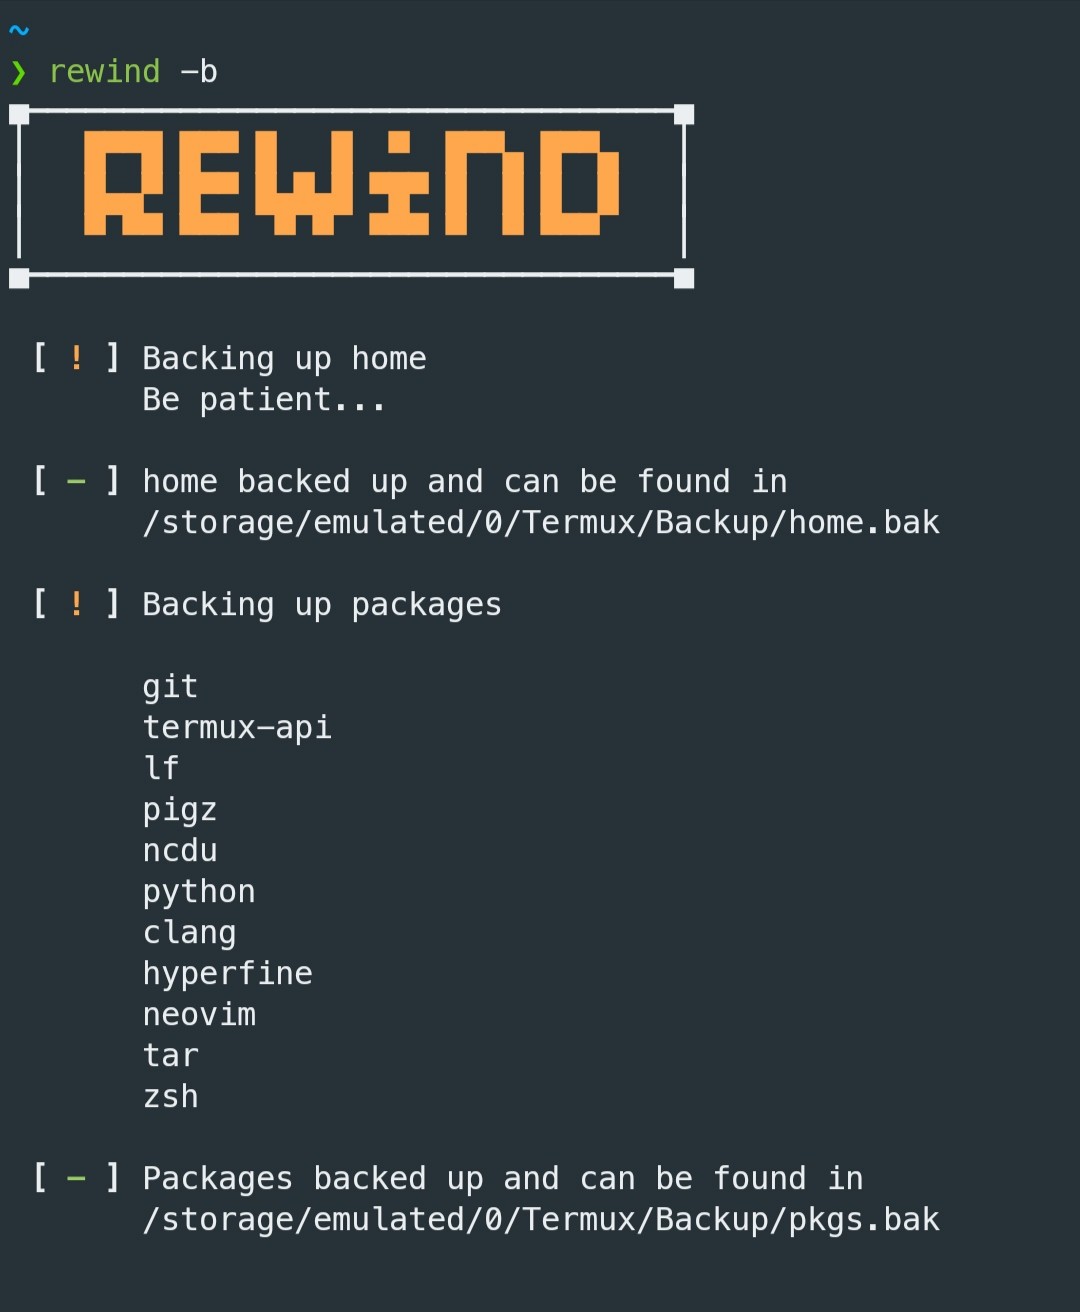 ~
❯ rewind -b
REWiND
[ ! ] Backing up home
Be patient...
[ - ] home backed up and can be found in
/storage/emulated/0/Termux/Backup/home.bak
[ ! ] Backing up packages
git
termux-api
lf
pigz
ncdu
python
clang
hyperfine
neovim
tar
zsh
[ - ] Packages backed up and can be found in
/storage/emulated/0/Termux/Backup/pkgs.bak